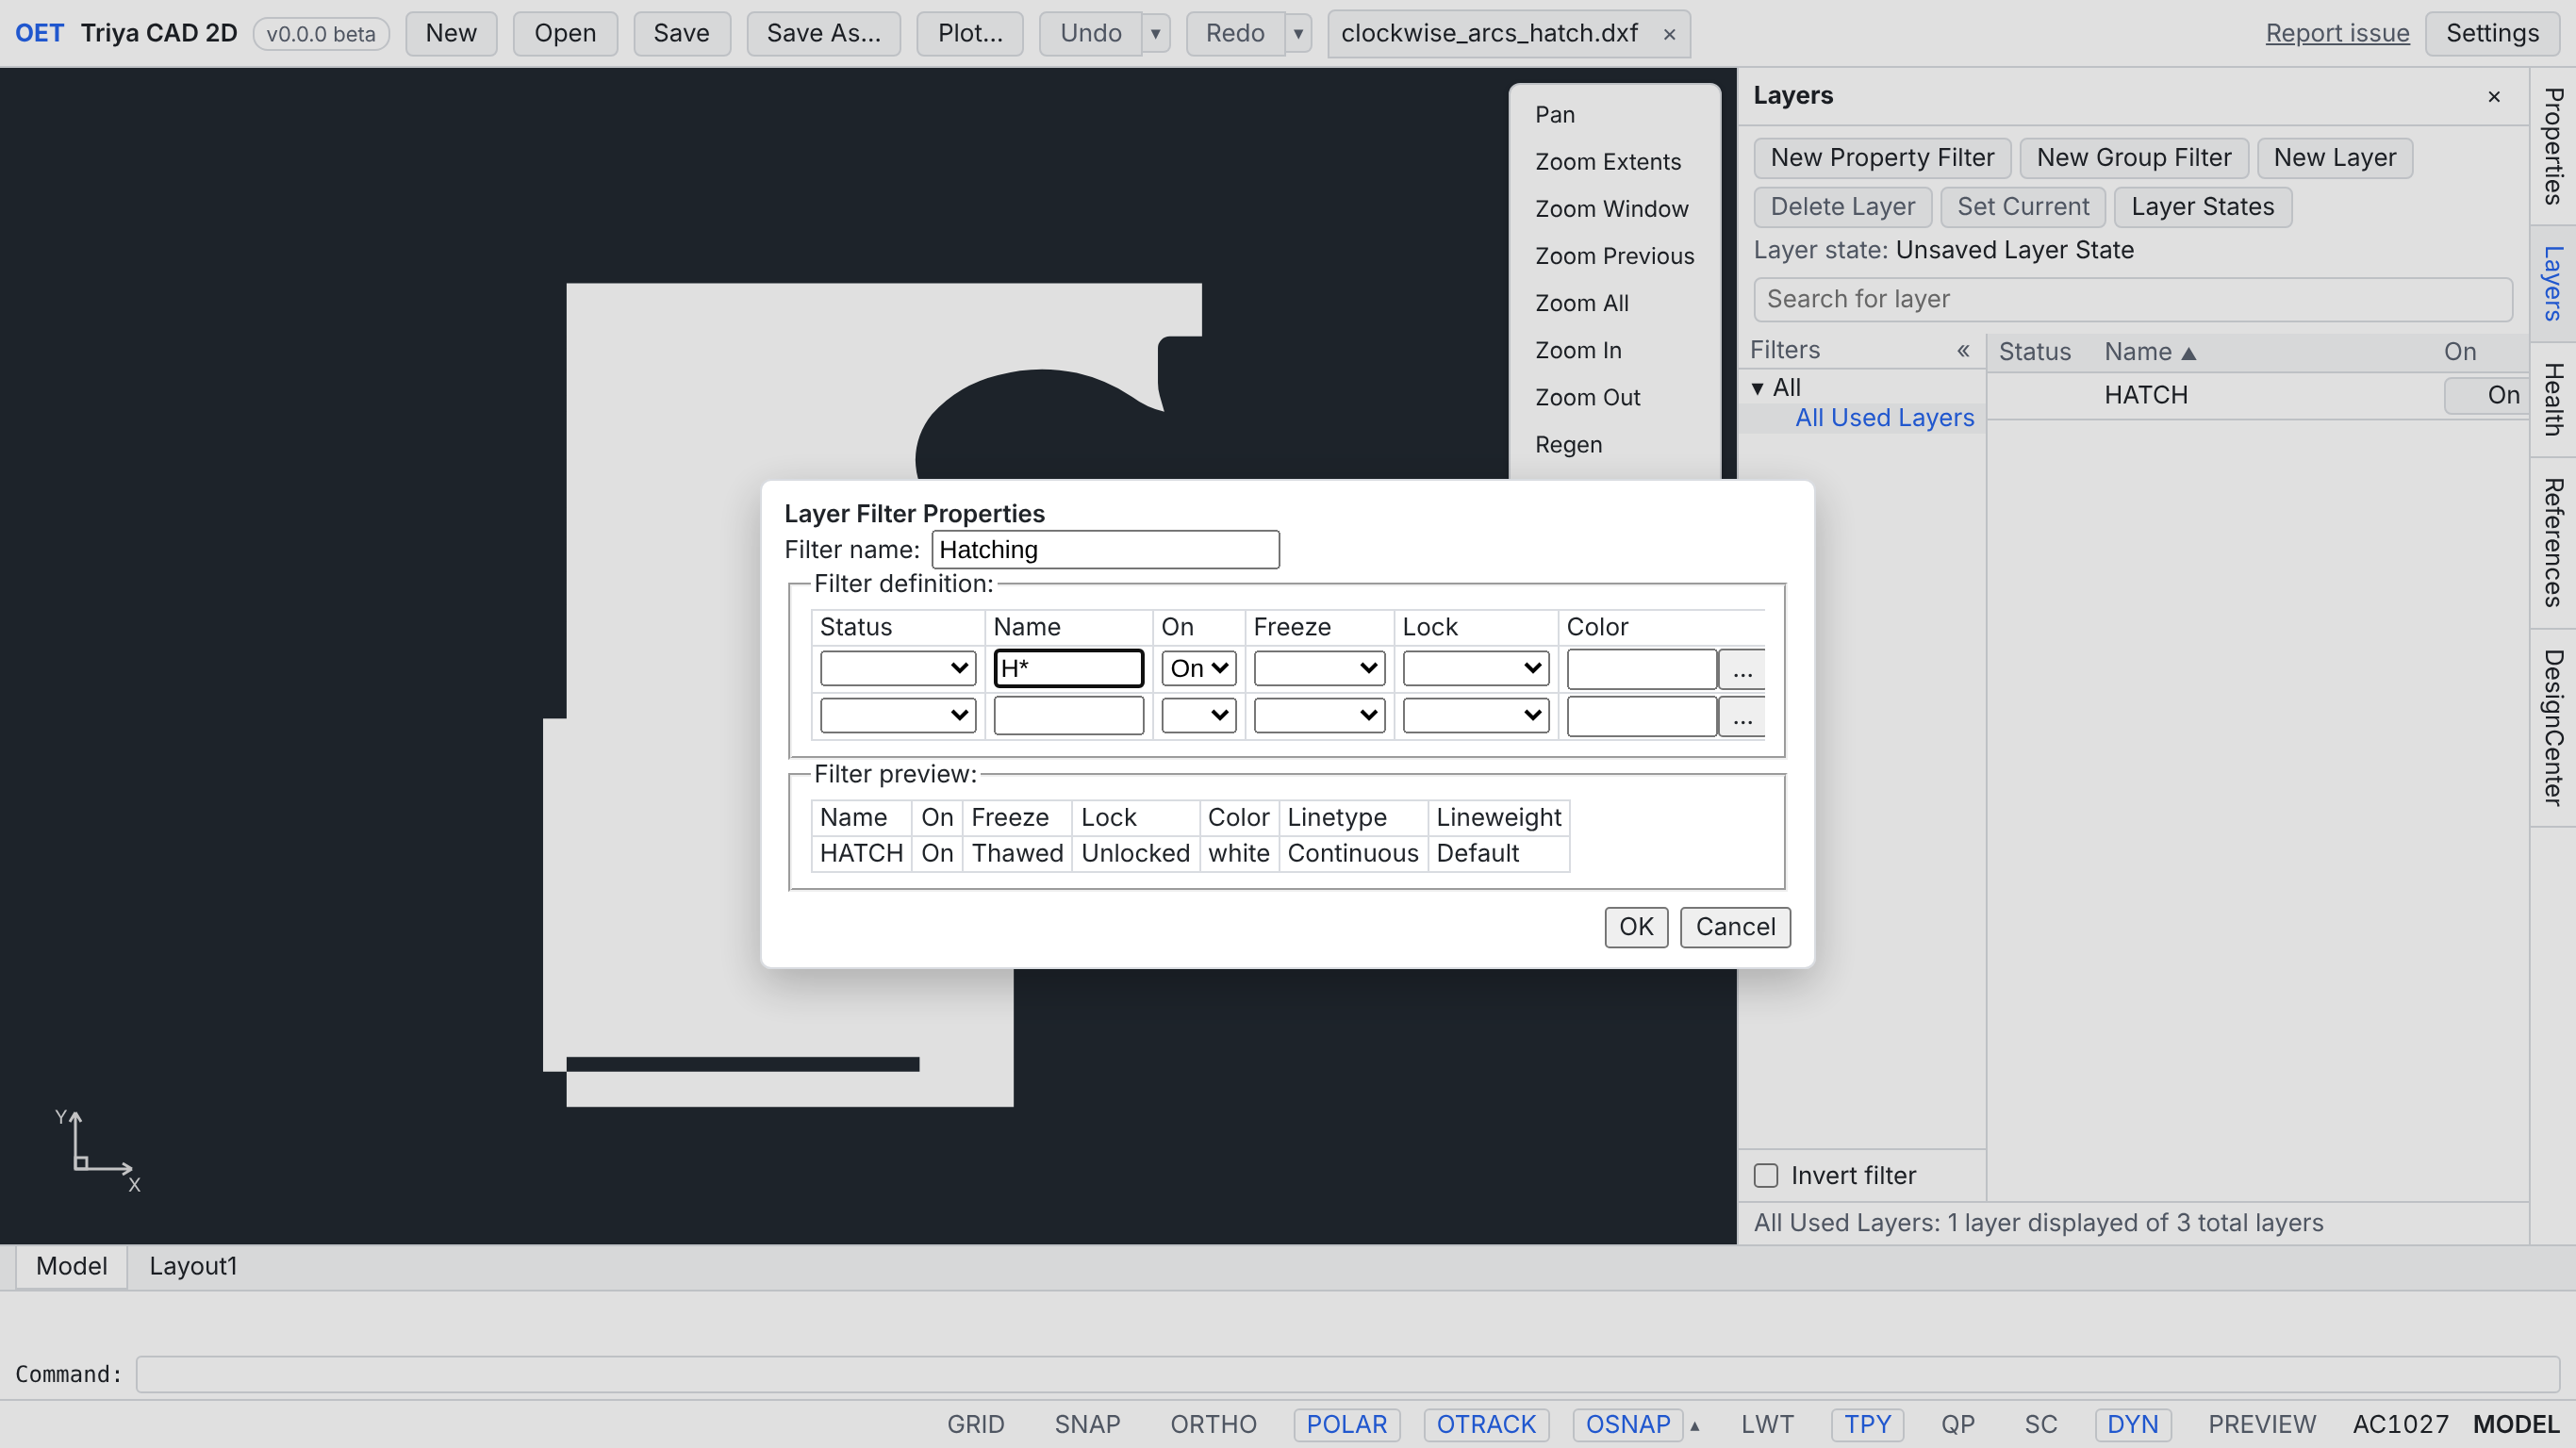 OET Triya CAD 2D v0.0.0 beta New Open Save Save As... Plot... Undo ▾ Redo ▾ clockwise_arcs_hatch.dxf × Report issue Settings
Pan
Zoom Extents
Zoom Window
Zoom Previous
Zoom All
Zoom In
Zoom Out
Regen
Layers ×
New Property Filter New Group Filter New Layer
Delete Layer Set Current Layer States
Layer state: Unsaved Layer State
Search for layer
Filters « Status Name ▲ On
▾ All HATCH On
All Used Layers
Invert filter
All Used Layers: 1 layer displayed of 3 total layers
Properties
Layers
Health
References
DesignCenter
Layer Filter Properties
Filter name: Hatching
Filter definition:
Status Name On Freeze Lock Color
H* On ...
...
Filter preview:
Name On Freeze Lock Color Linetype Lineweight
HATCH On Thawed Unlocked white Continuous Default
OK Cancel
Y
X
Model Layout1
Command:
GRID SNAP ORTHO POLAR OTRACK OSNAP ▴ LWT TPY QP SC DYN PREVIEW AC1027 MODEL